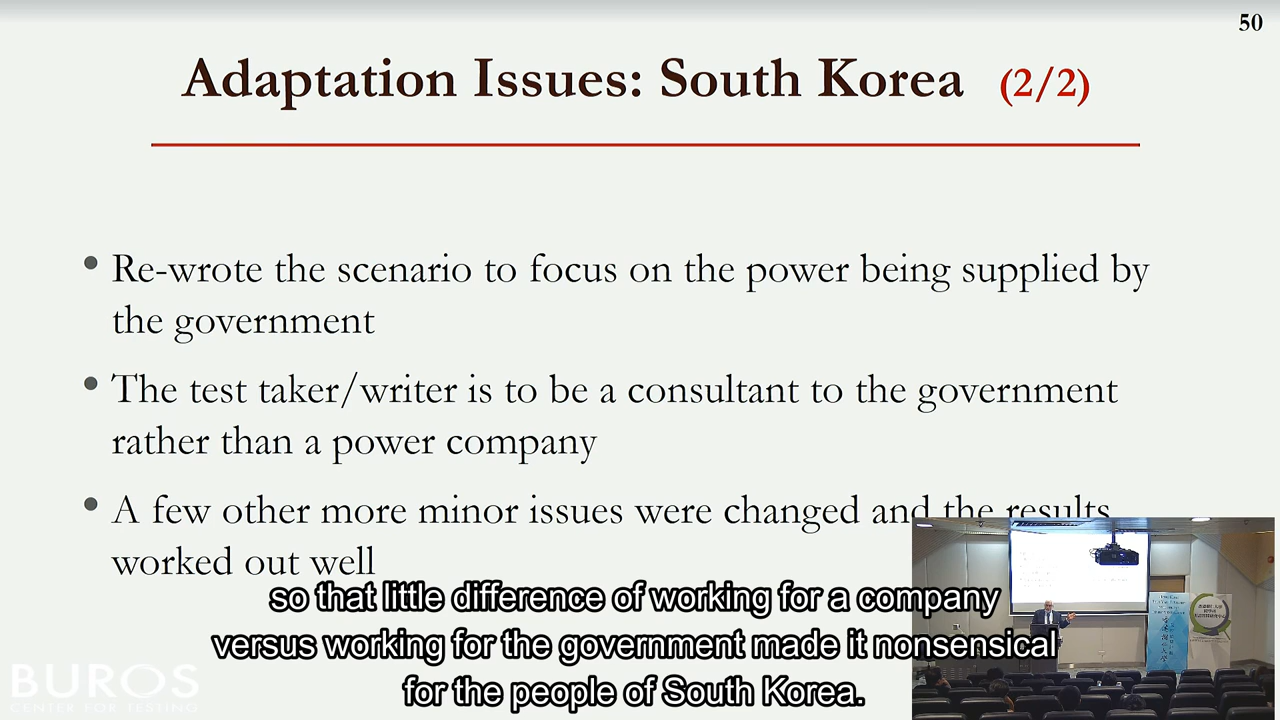 50
Adaptation Issues: South Korea (2/2)
• Re-wrote the scenario to focus on the power being supplied by
the government
• The test taker/writer is to be a consultant to the government
rather than a power company
• A few other more minor issues were changed and the results
worked out well
so that little difference of working for a company
versus working for the government made it nonsensical
for the people of South Korea.
BUROS
CENTER FOR TESTING